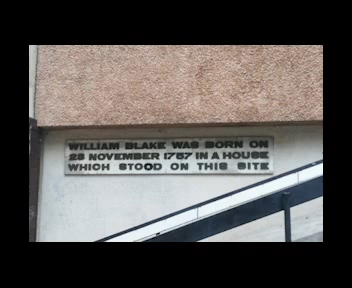 WILLIAM BLAKE WAS BORN ON
28 NOVEMBER 1757 IN A HOUSE
WHICH STOOD ON THIS SITE